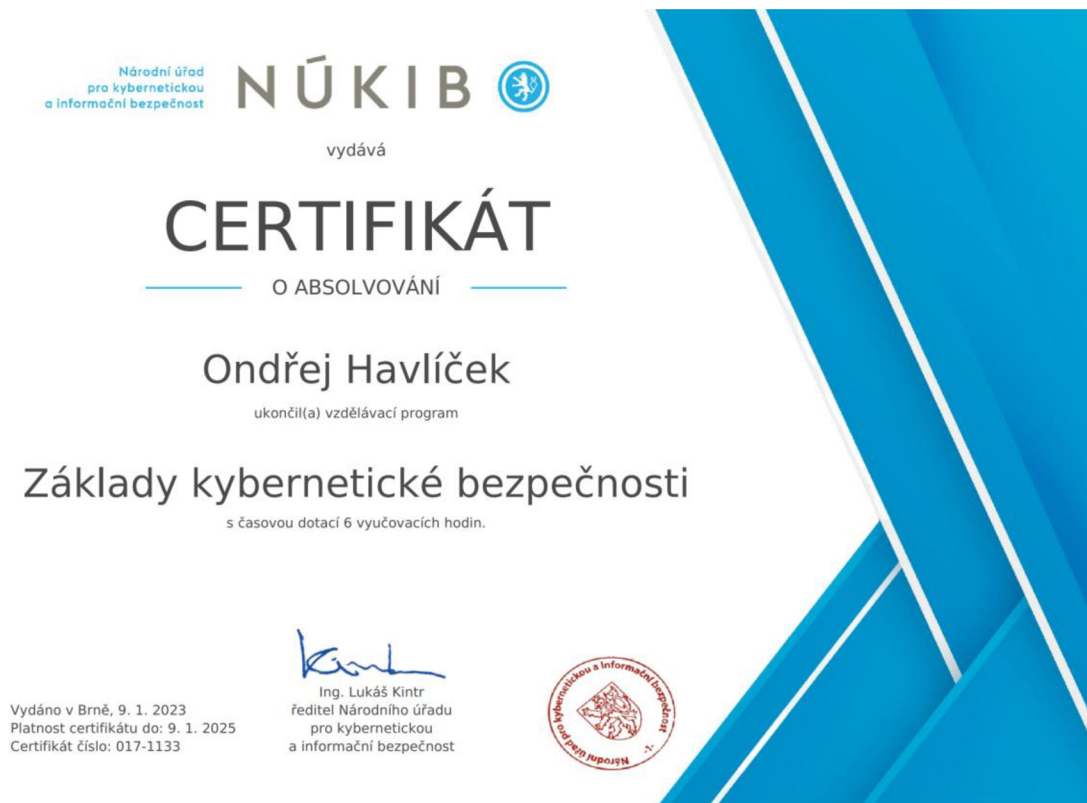 Národní úřad
pro kybernetickou
a informační bezpečnost
NÚKIB
vydává
CERTIFIKÁT
O ABSOLVOVÁNÍ
Ondřej Havlíček
ukončil(a) vzdělávací program
Základy kybernetické bezpečnosti
s časovou dotací 6 vyučovacích hodin.
Vydáno v Brně, 9. 1. 2023
Platnost certifikátu do: 9. 1. 2025
Certifikát číslo: 017-1133
Ing. Lukáš Kintr
ředitel Národního úřadu
pro kybernetickou
a informační bezpečnost
Národní úřad pro kybernetickou a informační bezpečnost
-1-